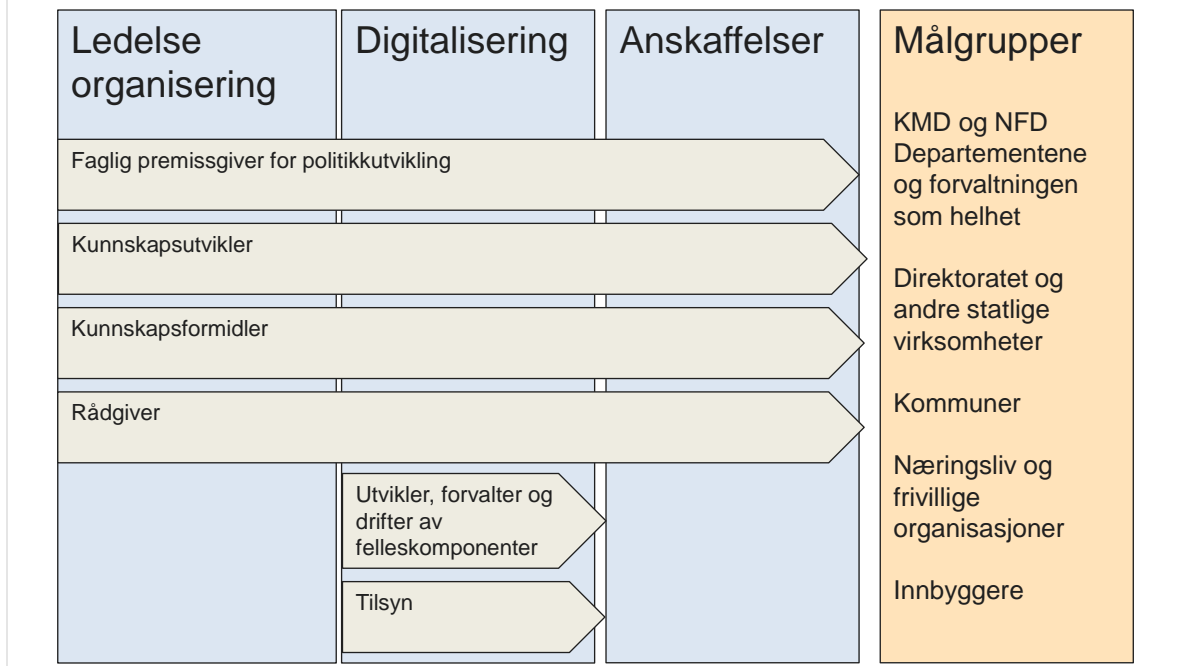 Ledelse
organisering
Digitalisering
Anskaffelser
Målgrupper
Faglig premissgiver for politikkutvikling
Kunnskapsutvikler
Kunnskapsformidler
Rådgiver
Utvikler, forvalter og
drifter av
felleskomponenter
Tilsyn
KMD og NFD
Departementene
og forvaltningen
som helhet
Direktoratet og
andre statlige
virksomheter
Kommuner
Næringsliv og
frivillige
organisasjoner
Innbyggere